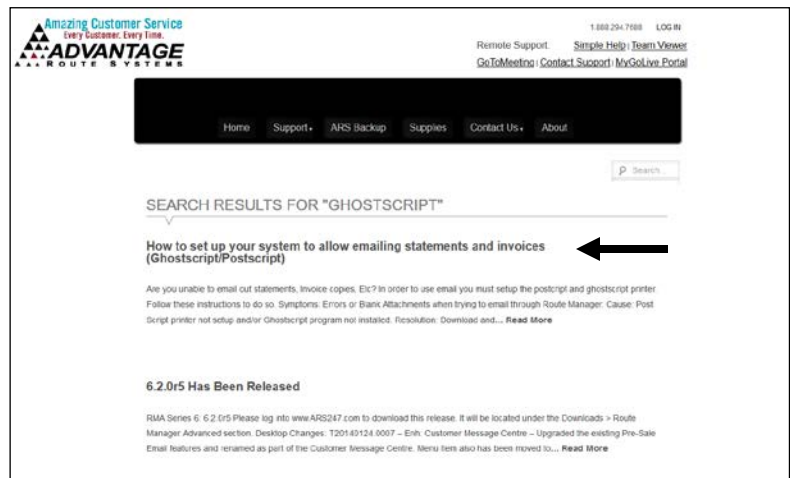 Amazing Customer Service
Every Customer. Every Time.
ADVANTAGE
ROUTE SYSTEMS
1.888.294.7688 LOG IN
Remote Support Simple Help | Team Viewer
GoToMeeting | Contact Support | MyGoLive Portal
Home Support ARS Backup Supplies Contact Us About
Search...
SEARCH RESULTS FOR "GHOSTSCRIPT"
How to set up your system to allow emailing statements and invoices
(Ghostscript/Postscript)
Are you unable to email out statements, Invoice copies, Etc? In order to use email you must setup the postcript and ghostscript printer
Follow these instructions to do so. Symptoms: Errors or Blank Attachments when trying to email through Route Manager. Cause: Post
Script printer not setup and/or Ghostscript program not installed. Resolution: Download and... Read More
6.2.0r5 Has Been Released
RMA Series 6: 6.2.0r5 Please log into www.ARS247.com to download this release. It will be located under the Downloads > Route
Manager Advanced section. Desktop Changes: T20140124.0007 – Enh: Customer Message Centre – Upgraded the existing Pre-Sale
Email features and renamed as part of the Customer Message Centre. Menu item also has been moved to... Read More